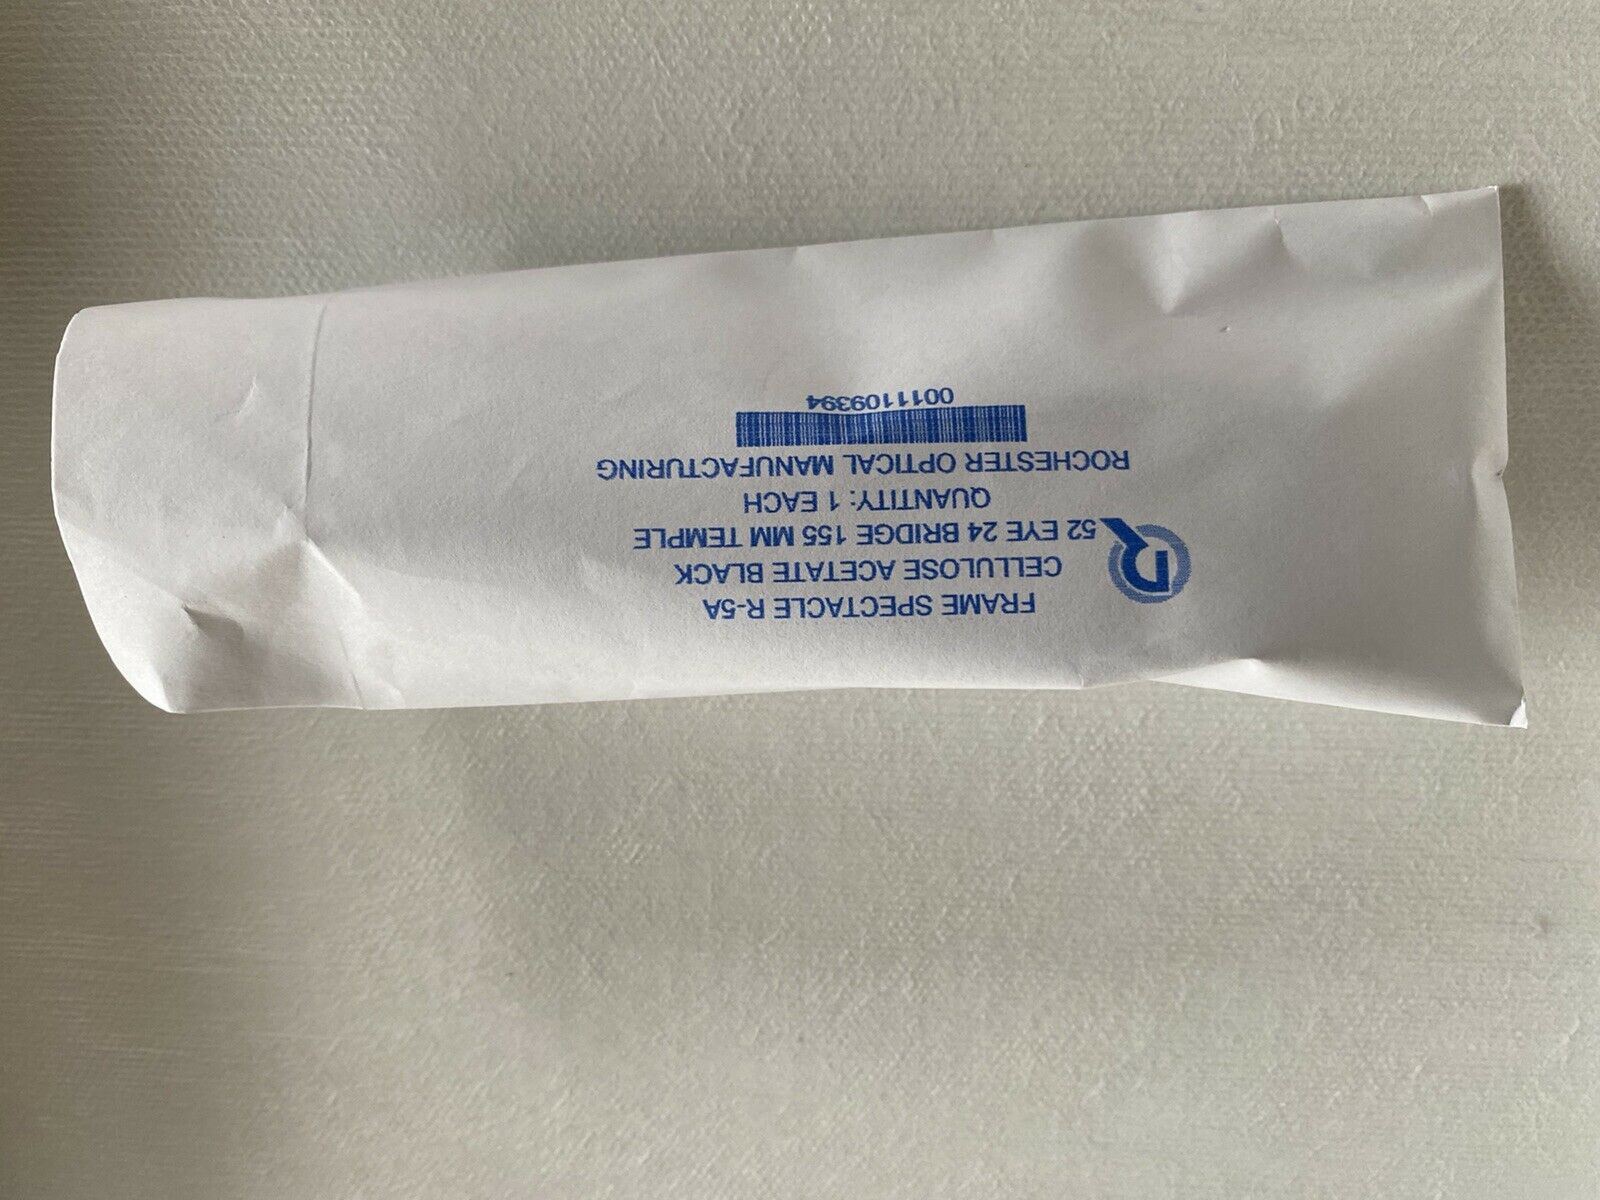 FRAME SPECTACLE R-5A
CELLULOSE ACETATE BLACK
52 EYE 24 BRIDGE 155 MM TEMPLE
QUANTITY: 1 EACH
ROCHESTER OPTICAL MANUFACTURING
0011109394